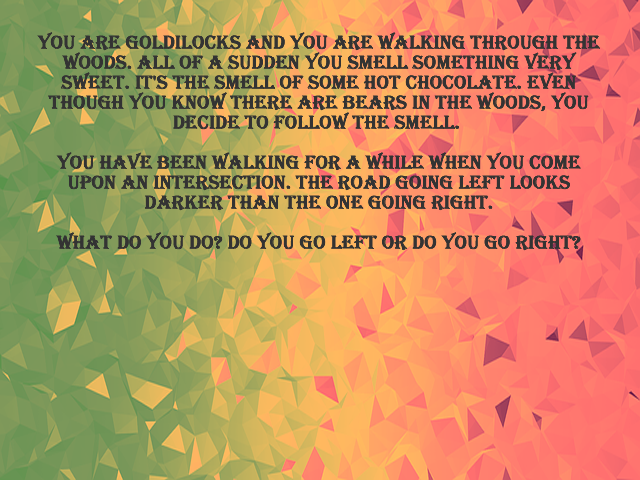 YOU ARE GOLDILOCKS AND YOU ARE WALKING THROUGH THE
WOODS. ALL OF A SUDDEN YOU SMELL SOMETHING VERY
SWEET. IT'S THE SMELL OF SOME HOT CHOCOLATE. EVEN
THOUGH YOU KNOW THERE ARE BEARS IN THE WOODS, YOU
DECIDE TO FOLLOW THE SMELL.
YOU HAVE BEEN WALKING FOR A WHILE WHEN YOU COME
UPON AN INTERSECTION. THE ROAD GOING LEFT LOOKS
DARKER THAN THE ONE GOING RIGHT.
WHAT DO YOU DO? DO YOU GO LEFT OR DO YOU GO RIGHT?